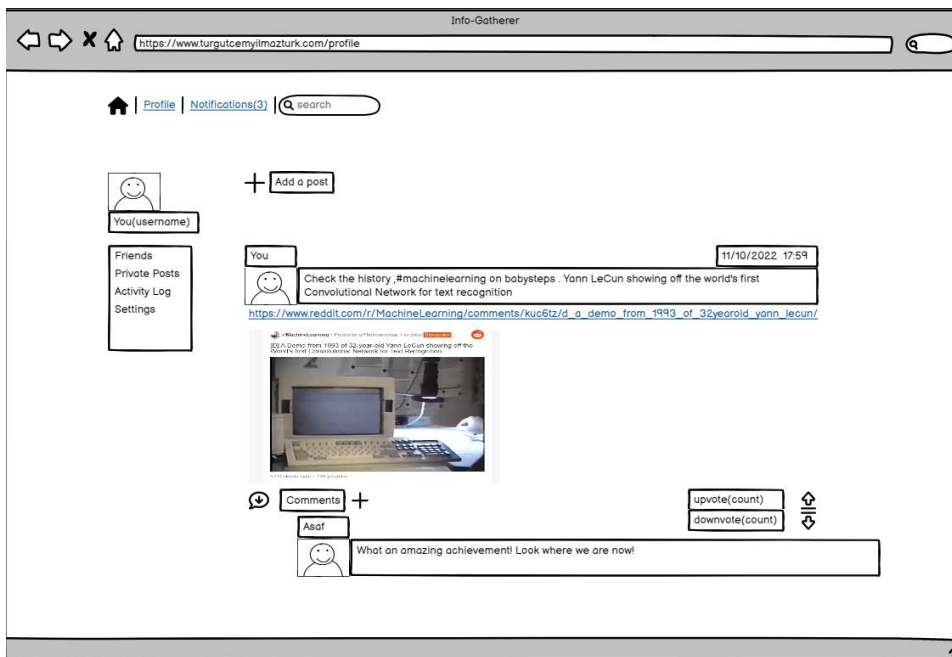 Info-Gatherer
https://www.turgutcemyilmazturk.com/profile
Profile
Notifications(3)
search
Add a post
You(username)
Friends
Private Posts
Activity Log
Settings
You
11/10/2022 17:59
Check the history ,#machinelearning on babysteps . Yann LeCun showing off the world's first
Convolutional Network for text recognition
https://www.reddit.com/r/MachineLearning/comments/kuc6tz/d_a_demo_from_1993_of_32yearold_yann_lecun/
[D] A Demo from 1993 of 32-year-old Yann LeCun showing off the
World's first Convolutional Network for Text Recognition
Comments
upvote(count)
downvote(count)
Asaf
What an amazing achievement! Look where we are now!